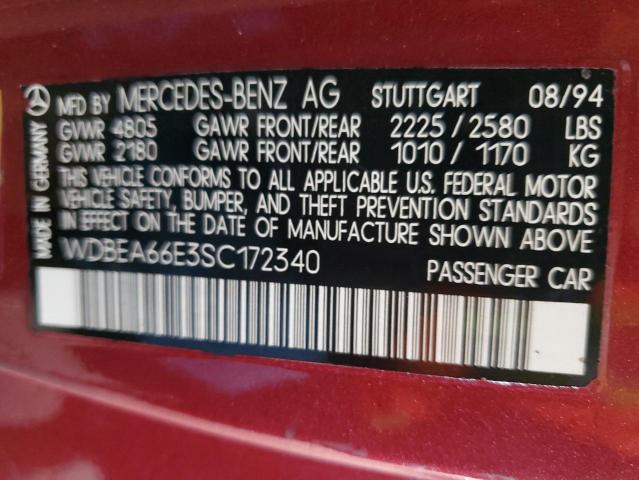 MFD BY MERCEDES-BENZ AG STUTTGART 08/94
GVWR 4805 GAWR FRONT/REAR 2225/2580 LBS
GVWR 2180 GAWR FRONT/REAR 1010/1170 KG
THIS VEHICLE CONFORMS TO ALL APPLICABLE U.S. FEDERAL MOTOR
VEHICLE SAFETY, BUMPER, AND THEFT PREVENTION STANDARDS
IN EFFECT ON THE DATE OF MANUFACTURE SHOWN ABOVE
WDBEA66E3SC172340 PASSENGER CAR
MADE IN GERMANY